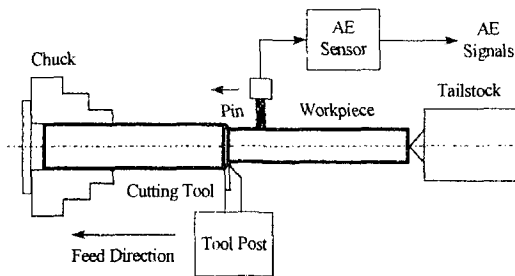 AE
Sensor
AE
Signals
Chuck
Tailstock
Pin
Workpiece
Cutting Tool
Tool Post
Feed Direction